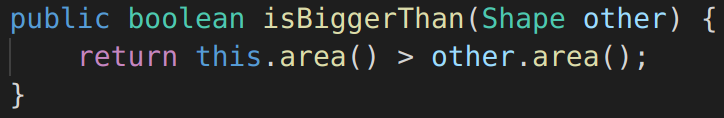 public boolean isBiggerThan(Shape other) {
    return this.area() > other.area();
}